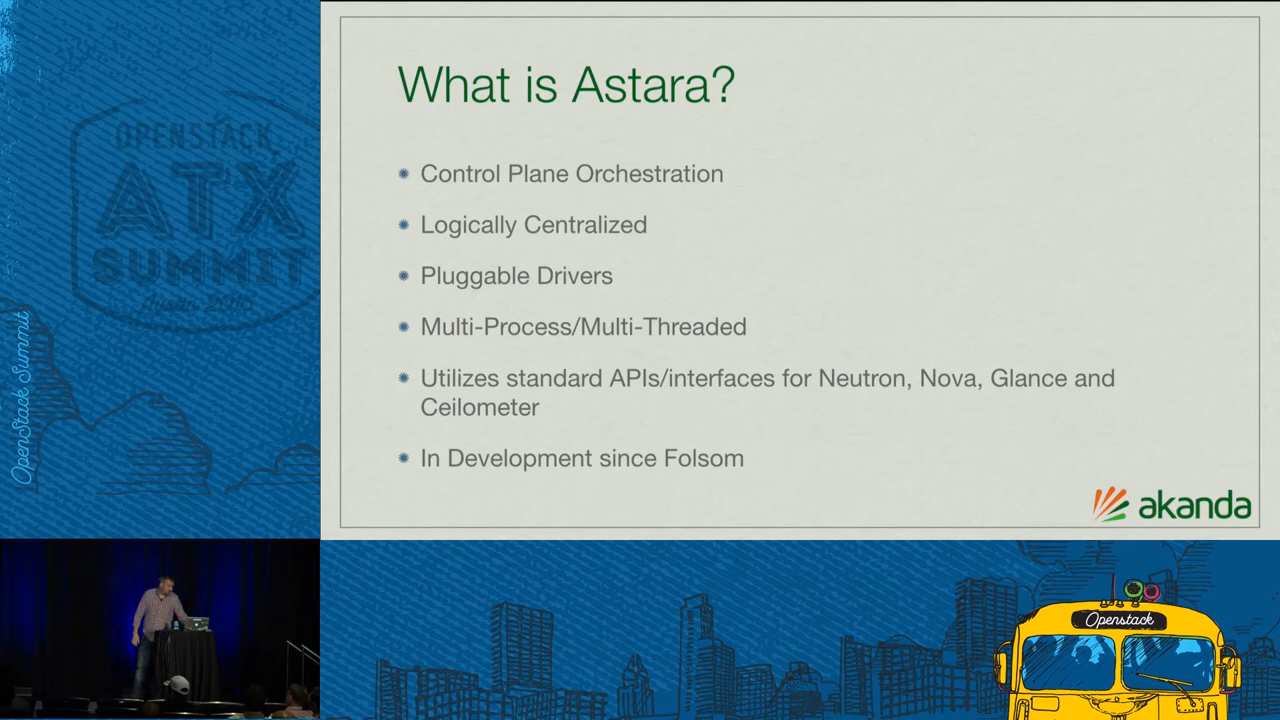 What is Astara?
Control Plane Orchestration
Logically Centralized
Pluggable Drivers
Multi-Process/Multi-Threaded
Utilizes standard APIs/interfaces for Neutron, Nova, Glance and
Ceilometer
In Development since Folsom
akanda
OPENSTACK
ATX
SUMMIT
Austin 2016
OpenStack Summit
Openstack